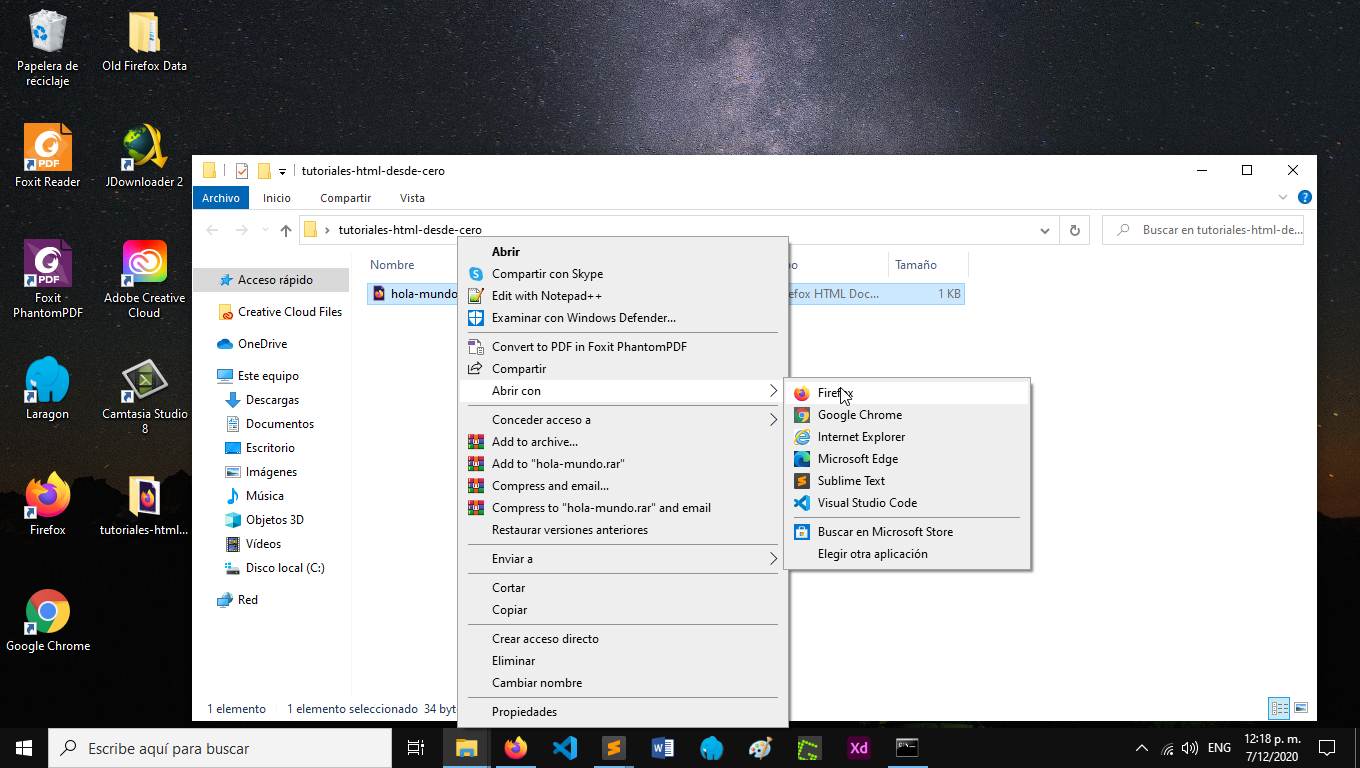 Papelera de
reciclaje
Old Firefox Data
Foxit Reader
JDownloader 2
Foxit
PhantomPDF
Adobe Creative
Cloud
Laragon
Camtasia Studio
8
Firefox
tutoriales-html...
Google Chrome
tutoriales-html-desde-cero
Archivo
Inicio
Compartir
Vista
tutoriales-html-desde-cero
Buscar en tutoriales-html-de...
Nombre
Tamaño
hola-mundo
HTML Doc...
1 KB
Acceso rápido
Creative Cloud Files
OneDrive
Este equipo
Descargas
Documentos
Escritorio
Imágenes
Música
Objetos 3D
Vídeos
Disco local (C:)
Red
1 elemento
1 elemento seleccionado 34 byt
Abrir
Compartir con Skype
Edit with Notepad++
Examinar con Windows Defender...
Convert to PDF in Foxit PhantomPDF
Compartir
Abrir con
Conceder acceso a
Add to archive...
Add to "hola-mundo.rar"
Compress and email...
Compress to "hola-mundo.rar" and email
Restaurar versiones anteriores
Enviar a
Cortar
Copiar
Crear acceso directo
Eliminar
Cambiar nombre
Propiedades
Firefox
Google Chrome
Internet Explorer
Microsoft Edge
Sublime Text
Visual Studio Code
Buscar en Microsoft Store
Elegir otra aplicación
Escribe aquí para buscar
Xd
ENG
12:18 p. m.
7/12/2020